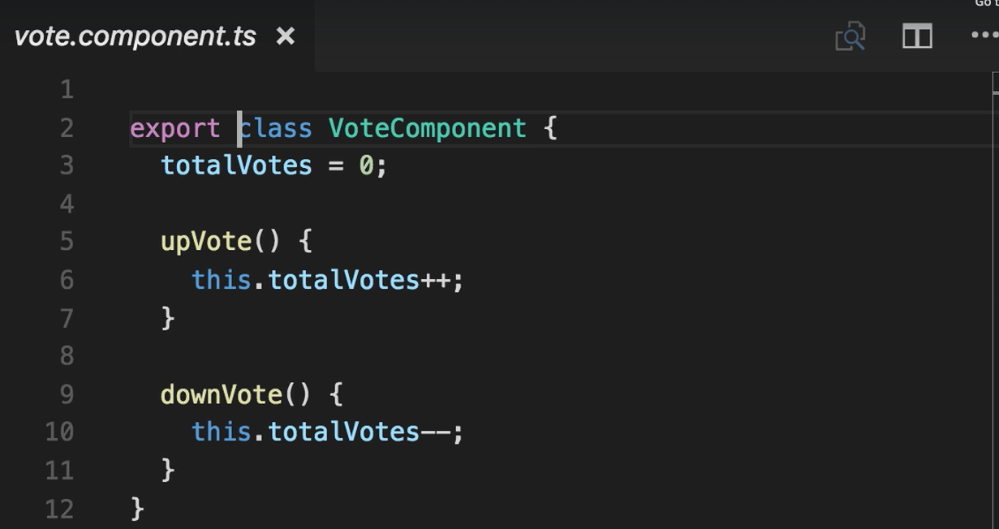 Go t
vote.component.ts ×
1
2 export class VoteComponent {
3 totalVotes = 0;
4
5 upVote() {
6 this.totalVotes++;
7 }
8
9 downVote() {
10 this.totalVotes--;
11 }
12 }